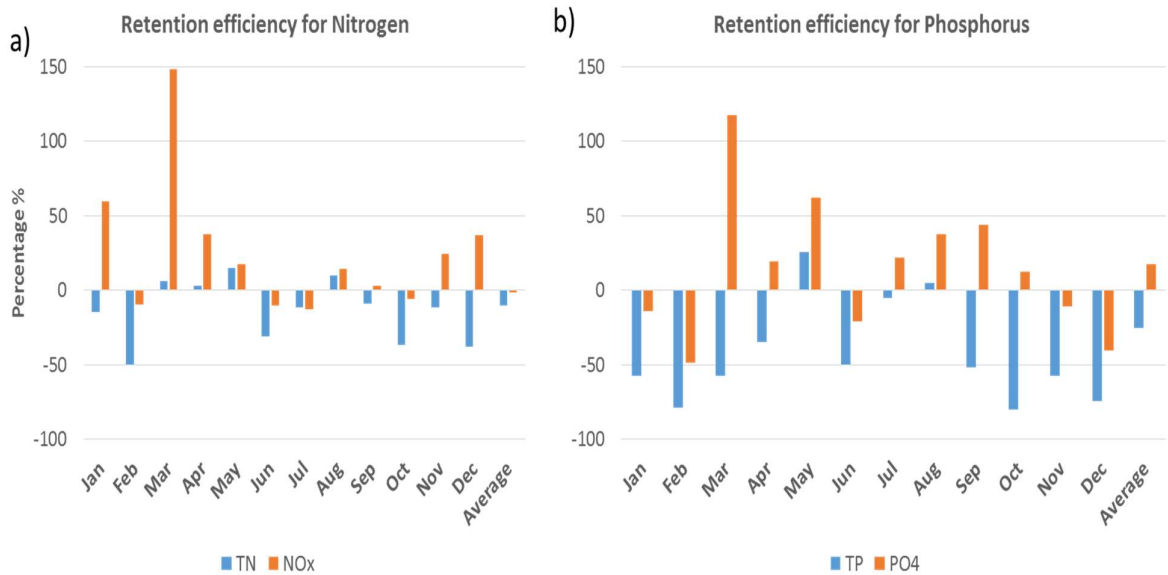 a)
Retention efficiency for Nitrogen
150
100
50
0
-50
-100
Percentage %
Jan
Feb
Mar
Apr
May
Jun
Jul
Aug
Sep
Oct
Nov
Dec
Average
TN
NOx
b)
Retention efficiency for Phosphorus
150
100
50
0
-50
-100
Jan
Feb
Mar
Apr
May
Jun
Jul
Aug
Sep
Oct
Nov
Dec
Average
TP
PO4